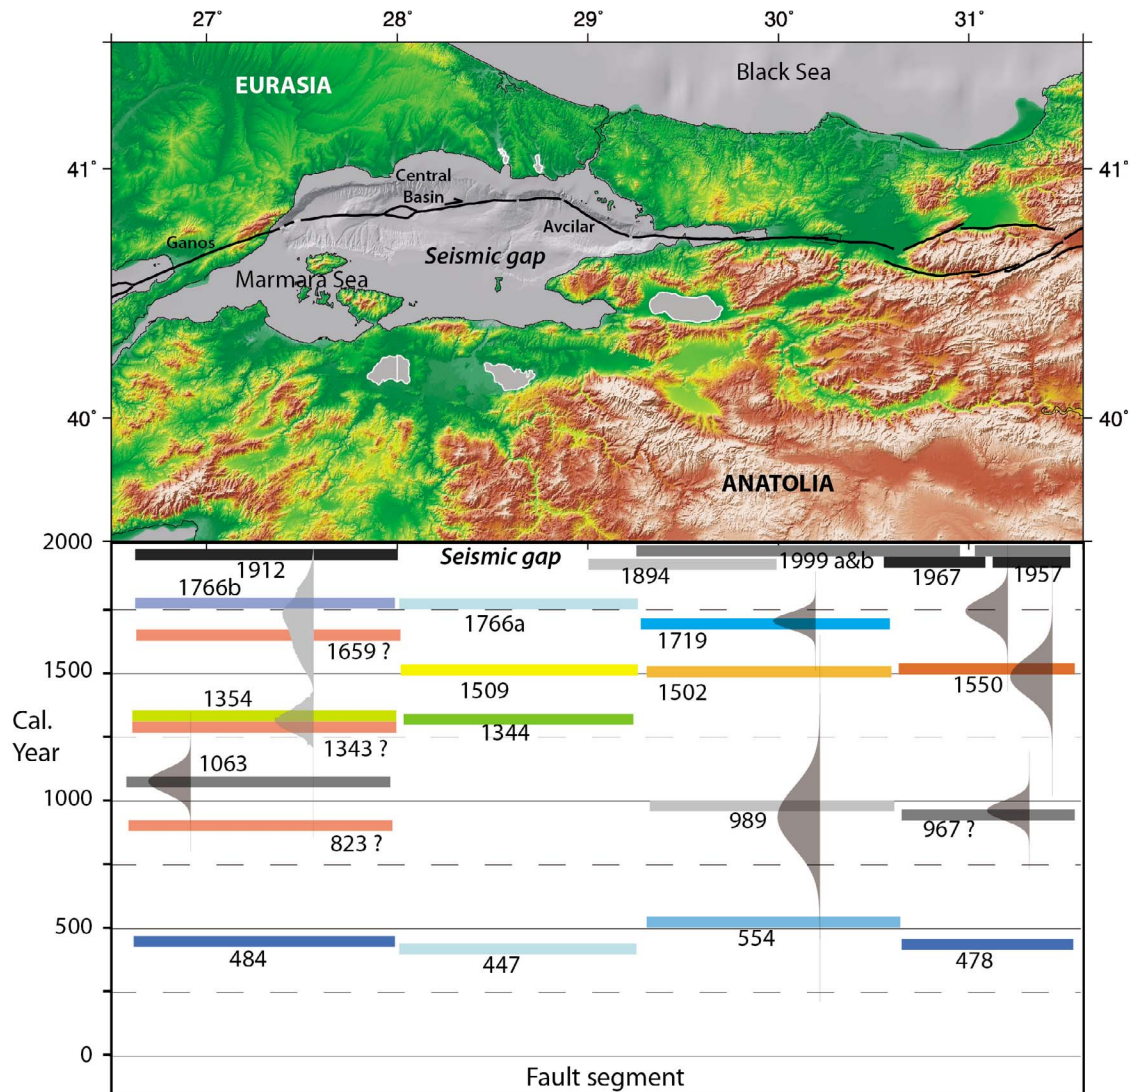 27° 28° 29° 30° 31°
Black Sea
EURASIA
41° 41°
Central
Basin
Ganos
Avcilar
Seismic gap
Marmara Sea
40° 40°
ANATOLIA
2000
Seismic gap
1999 a&b
1912
1894
1967
1957
1766b
1766a
1719
1659 ?
1500
1509
1502
1550
1354
1344
Cal.
Year
1343 ?
1063
1000
989
967 ?
823 ?
500
484
447
554
478
0
Fault segment